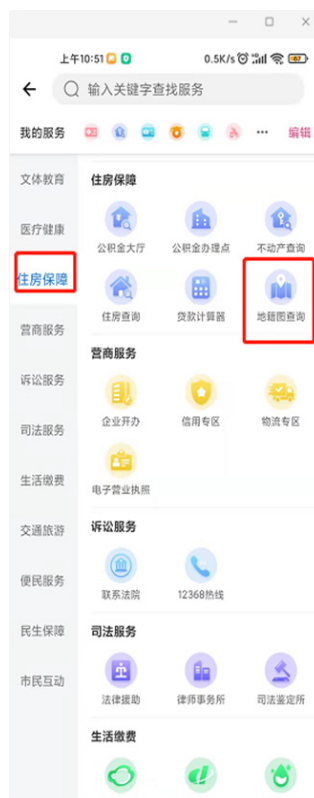 上午10:51 0.5K/s 67
输入关键字查找服务
我的服务 ... 编辑
文体教育
医疗健康
住房保障
营商服务
诉讼服务
司法服务
生活缴费
交通旅游
便民服务
民生保障
市民互动
住房保障
公积金大厅 公积金办理点 不动产查询
住房查询 贷款计算器 地籍图查询
营商服务
企业开办 信用专区 物流专区
电子营业执照
诉讼服务
联系法院 12368热线
司法服务
法律援助 律师事务所 司法鉴定所
生活缴费